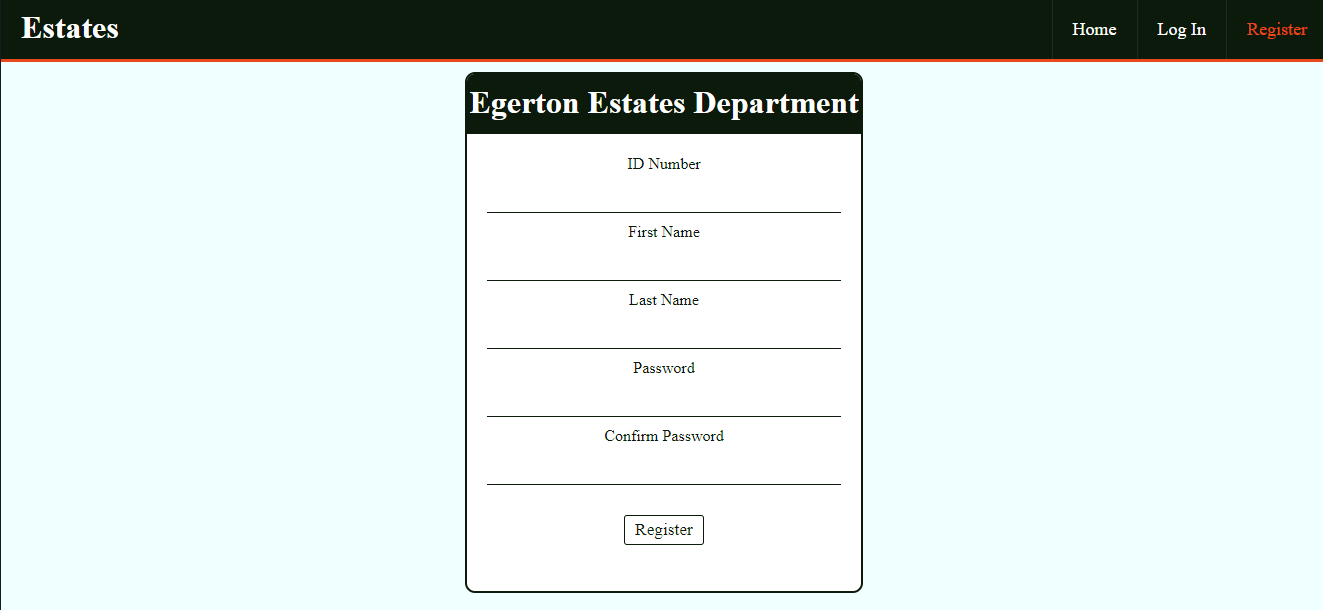 Estates
Home
Log In
Register
Egerton Estates Department
ID Number
First Name
Last Name
Password
Confirm Password
Register